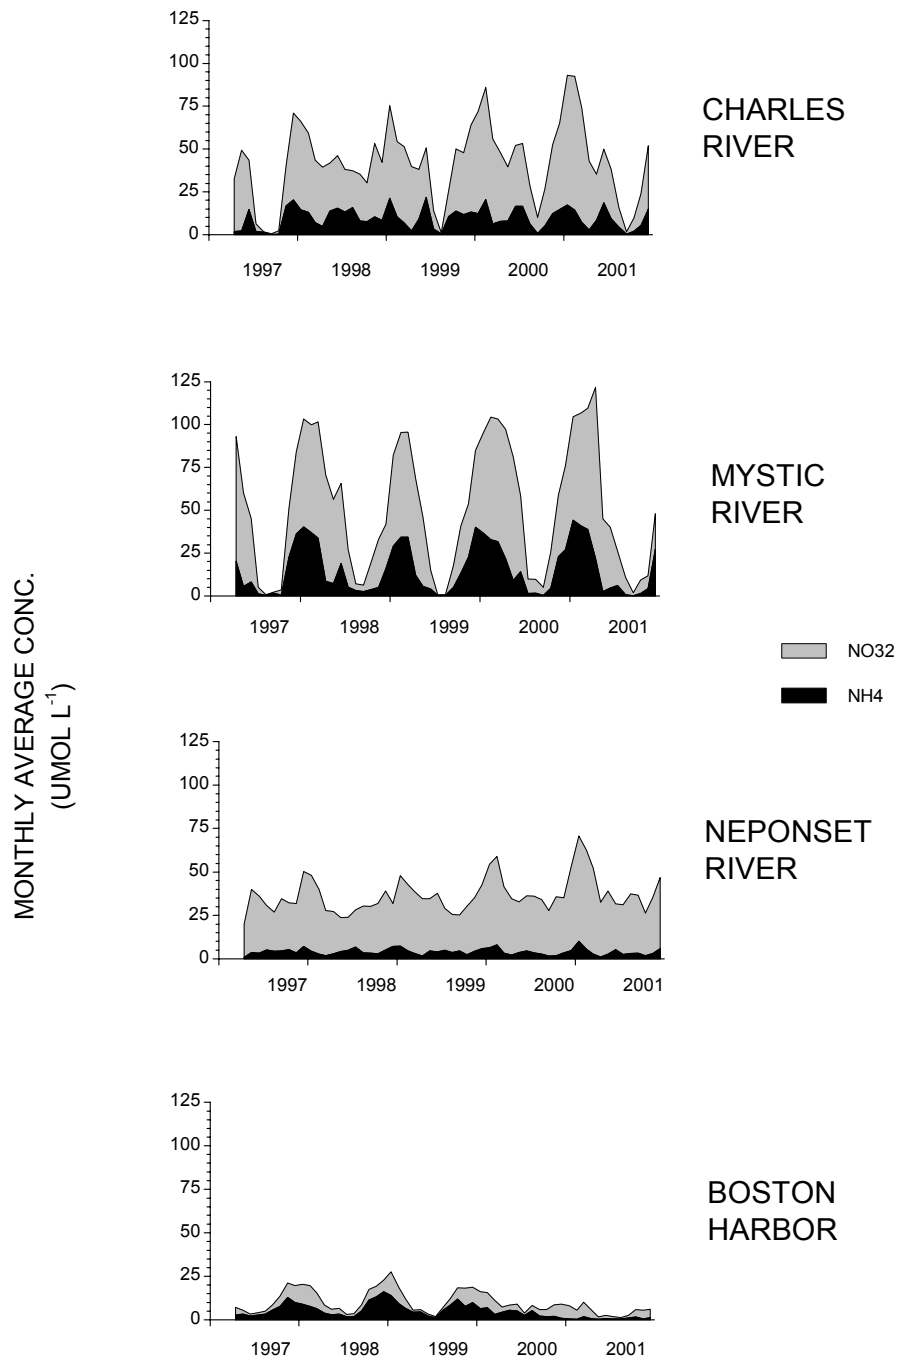 125
100
75
50
25
0
1997 1998 1999 2000 2001
CHARLES
RIVER
125
100
75
50
25
0
1997 1998 1999 2000 2001
MYSTIC
RIVER
MONTHLY AVERAGE CONC.
(UMOL L-1)
NO32
NH4
125
100
75
50
25
0
1997 1998 1999 2000 2001
NEPONSET
RIVER
125
100
75
50
25
0
1997 1998 1999 2000 2001
BOSTON
HARBOR